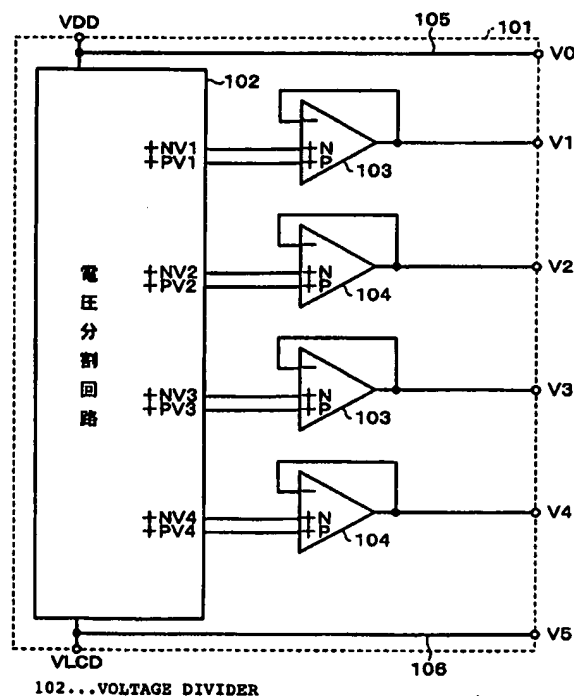 VDD
101
105
V0
102
+NV1
+PV1
−
+N
+P
103
V1
+NV2
+PV2
−
+N
+P
104
V2
電圧分割回路
+NV3
+PV3
−
+N
+P
103
V3
+NV4
+PV4
−
+N
+P
104
V4
V5
VLCD
106
102...VOLTAGE DIVIDER